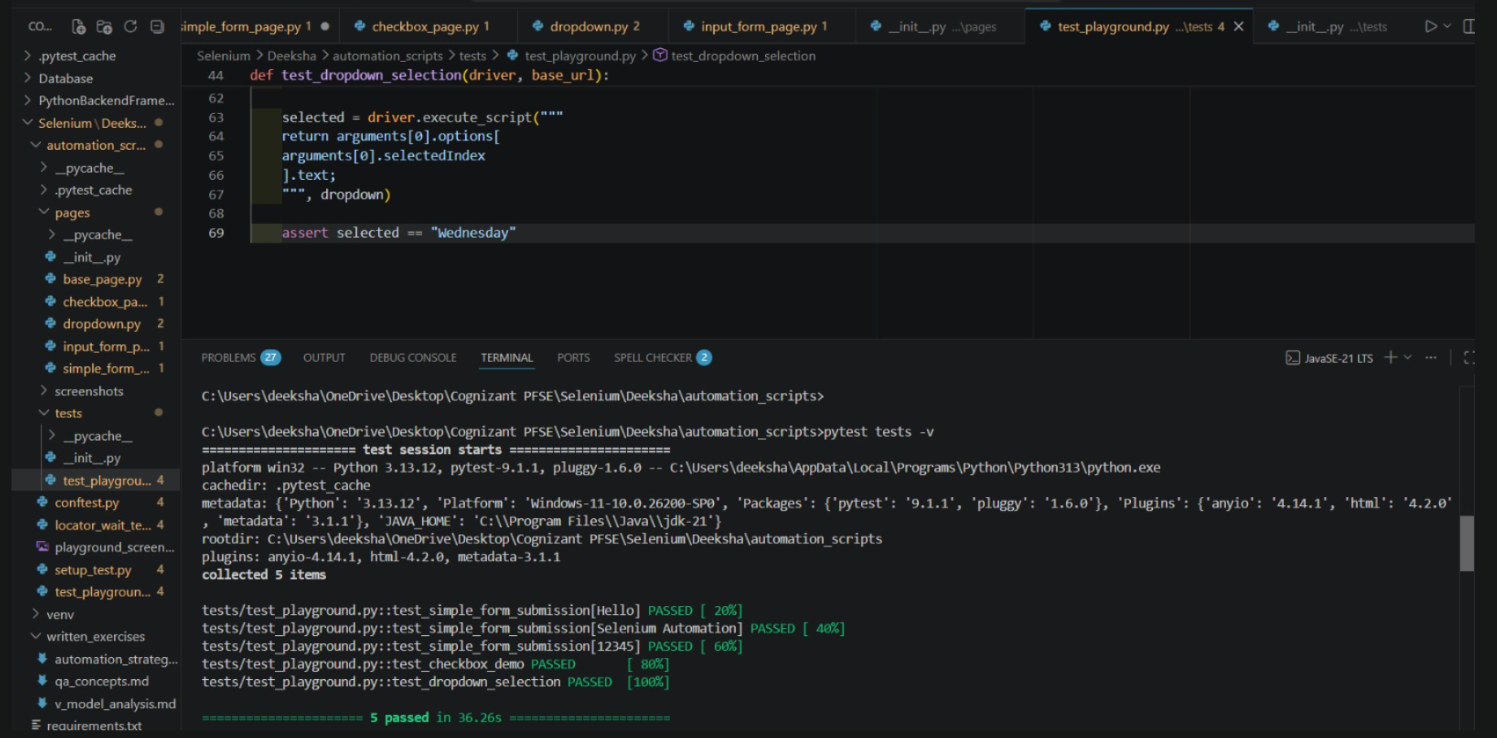 CO...
simple_form_page.py 1
checkbox_page.py 1
dropdown.py 2
input_form_page.py 1
__init__.py ...\pages
test_playground.py ...\tests 4
__init__.py ...\tests
.pytest_cache
Database
PythonBackendFrame...
Selenium \ Deeks...
automation_scr...
__pycache__
.pytest_cache
pages
__pycache__
__init__.py
base_page.py 2
checkbox_pa... 1
dropdown.py 2
input_form_p... 1
simple_form_... 1
screenshots
tests
__pycache__
__init__.py
test_playgrou... 4
conftest.py 4
locator_wait_te... 4
playground_screen...
setup_test.py 4
test_playgroun... 4
venv
written_exercises
automation_strateg...
qa_concepts.md
v_model_analysis.md
requirements.txt
Selenium > Deeksha > automation_scripts > tests > test_playground.py > test_dropdown_selection
44 def test_dropdown_selection(driver, base_url):
62
63 selected = driver.execute_script("""
64 return arguments[0].options[
65 arguments[0].selectedIndex
66 ].text;
67 """, dropdown)
68
69 assert selected == "Wednesday"
PROBLEMS 27 OUTPUT DEBUG CONSOLE TERMINAL PORTS SPELL CHECKER 2
JavaSE-21 LTS
C:\Users\deeksha\OneDrive\Desktop\Cognizant PFSE\Selenium\Deeksha\automation_scripts>
C:\Users\deeksha\OneDrive\Desktop\Cognizant PFSE\Selenium\Deeksha\automation_scripts>pytest tests -v
===================== test session starts ======================
platform win32 -- Python 3.13.12, pytest-9.1.1, pluggy-1.6.0 -- C:\Users\deeksha\AppData\Local\Programs\Python\Python313\python.exe
cachedir: .pytest_cache
metadata: {'Python': '3.13.12', 'Platform': 'Windows-11-10.0.26200-SP0', 'Packages': {'pytest': '9.1.1', 'pluggy': '1.6.0'}, 'Plugins': {'anyio': '4.14.1', 'html': '4.2.0'
, 'metadata': '3.1.1'}, 'JAVA_HOME': 'C:\\Program Files\\Java\\jdk-21'}
rootdir: C:\Users\deeksha\OneDrive\Desktop\Cognizant PFSE\Selenium\Deeksha\automation_scripts
plugins: anyio-4.14.1, html-4.2.0, metadata-3.1.1
collected 5 items
tests/test_playground.py::test_simple_form_submission[Hello] PASSED [ 20%]
tests/test_playground.py::test_simple_form_submission[Selenium Automation] PASSED [ 40%]
tests/test_playground.py::test_simple_form_submission[12345] PASSED [ 60%]
tests/test_playground.py::test_checkbox_demo PASSED [ 80%]
tests/test_playground.py::test_dropdown_selection PASSED [100%]
====================== 5 passed in 36.26s ======================